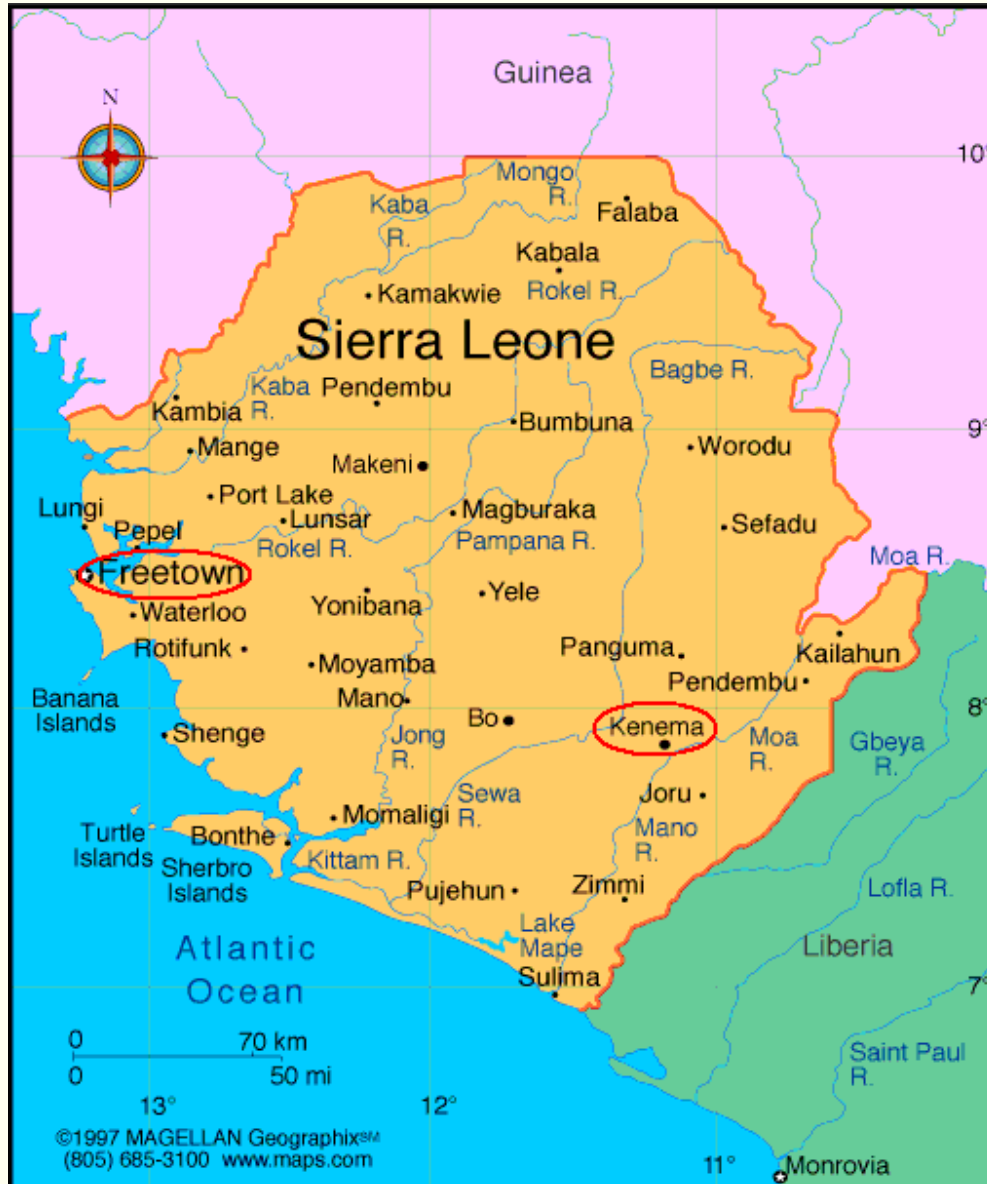 Guinea
N
10°
Mongo
R.
Kaba
R.
Falaba
Kabala
Rokel R.
Kamakwie
Sierra Leone
Bagbe R.
Kaba
R.
Pendembu
Kambia
Bumbuna
9°
Mange
Worodu
Makeni
Port Lake
Lungi
Lunsar
Magburaka
Sefadu
Pepel
Rokel R.
Pampana R.
Moa R.
Freetown
Yonibana
Yele
Waterloo
Rotifunk
Moyamba
Panguma
Kailahun
Pendembu
Banana
Islands
Mano
8°
Bo
Kenema
Shenge
Jong
R.
Moa
R.
Gbeya
R.
Sewa
R.
Joru
Momaligi
Mano
R.
Turtle
Islands
Bonthe
Sherbro
Islands
Kittam R.
Pujehun
Zimmi
Lofla R.
Lake
Mape
Liberia
Atlantic
Ocean
Sulima
7°
0 70 km
0 50 mi
Saint Paul
R.
13°
12°
11°
©1997 MAGELLAN Geographix℠
(805) 685-3100 www.maps.com
Monrovia